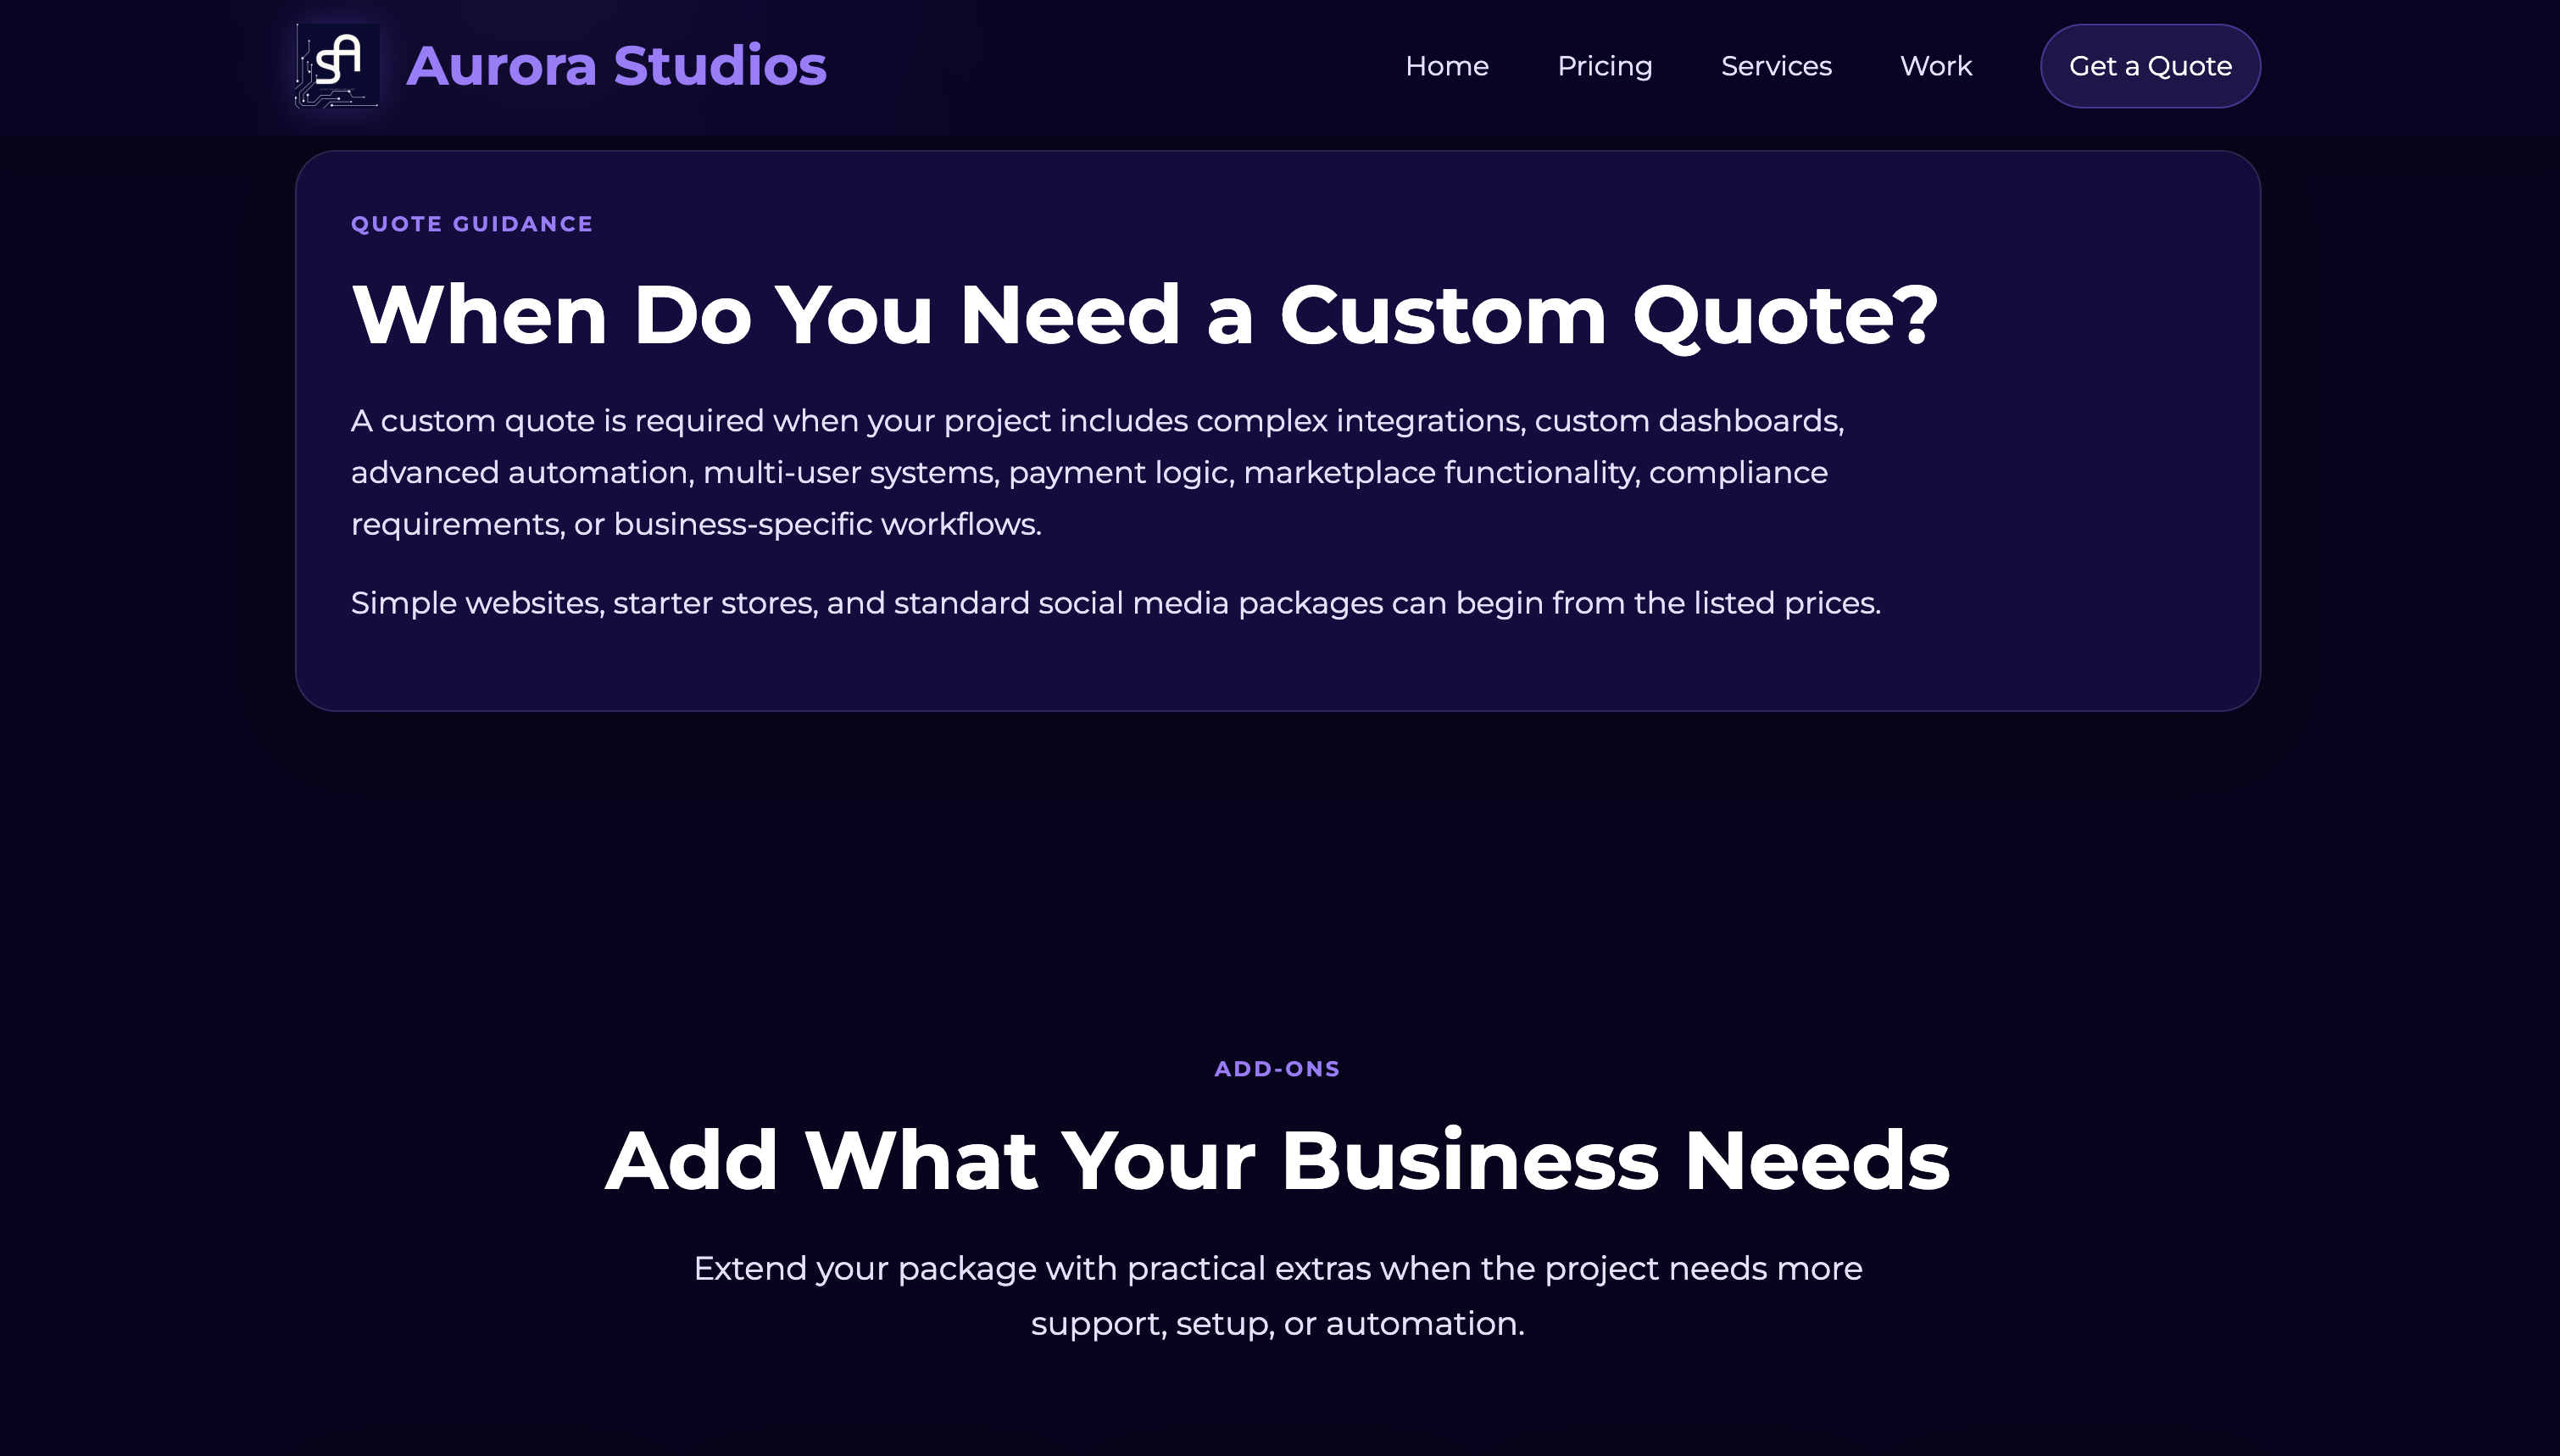 SA
Aurora Studios
Home
Pricing
Services
Work
Get a Quote
QUOTE GUIDANCE
When Do You Need a Custom Quote?
A custom quote is required when your project includes complex integrations, custom dashboards,
advanced automation, multi-user systems, payment logic, marketplace functionality, compliance
requirements, or business-specific workflows.
Simple websites, starter stores, and standard social media packages can begin from the listed prices.
ADD-ONS
Add What Your Business Needs
Extend your package with practical extras when the project needs more
support, setup, or automation.